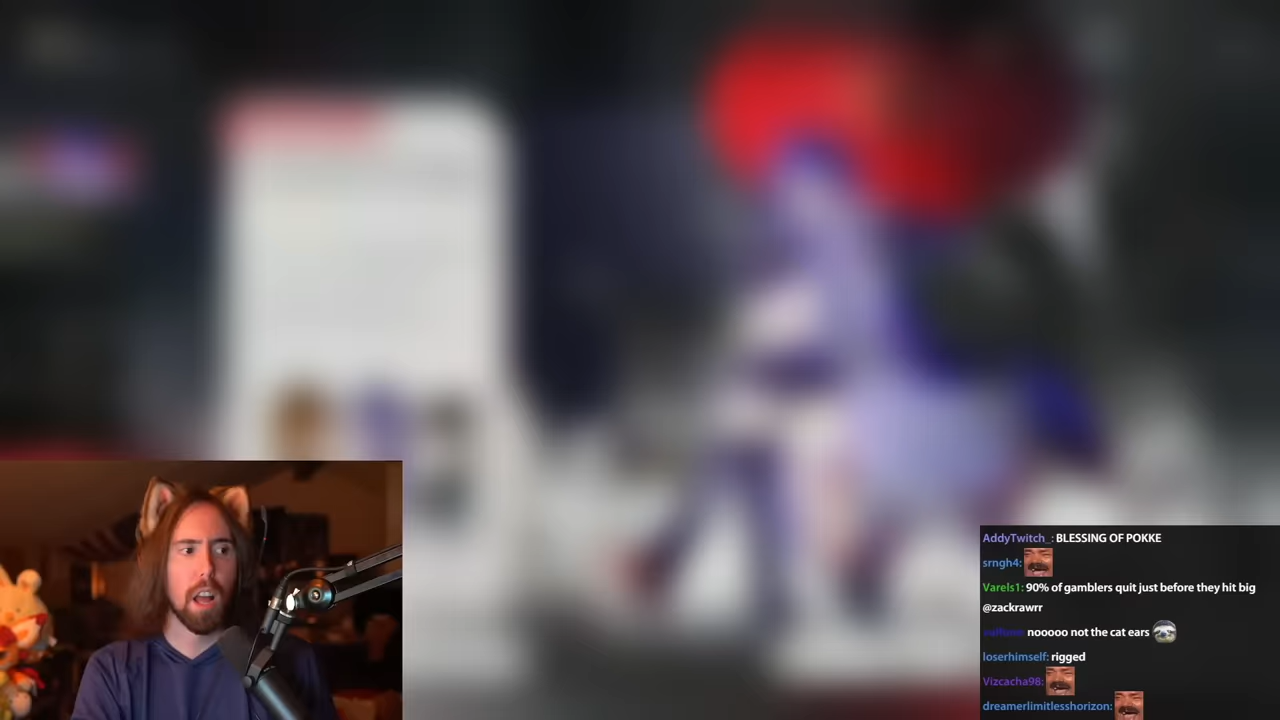 AddyTwitch_: BLESSING OF POKKE
srngh4:
Varels1: 90% of gamblers quit just before they hit big
@zackrawrr
nooooo not the cat ears
loserhimself: rigged
Vizcacha98:
dreamerlimitlesshorizon: